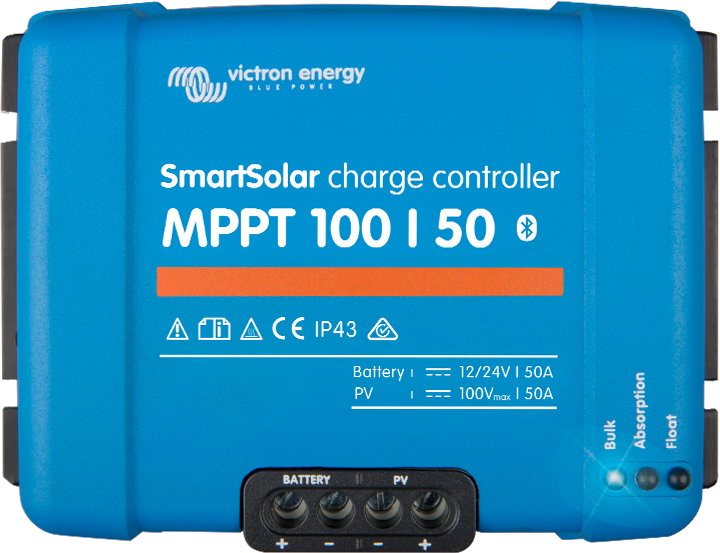 victron energy
BLUE POWER
SmartSolar charge controller
MPPT 100 | 50
CE IP43
Battery 12/24V | 50A
PV 100Vmax | 50A
Bulk
Absorption
Float
BATTERY PV
+ - - +